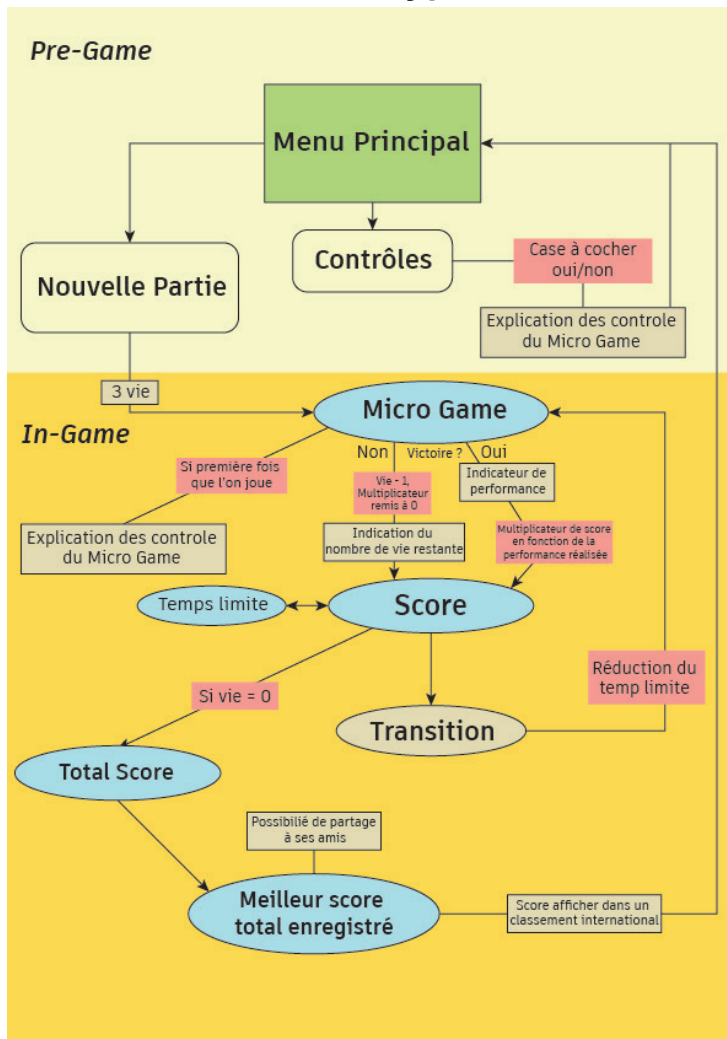 Pre-Game
Menu Principal
Nouvelle Partie
Contrôles
Case à cocher
oui/non
Explication des controle
du Micro Game
3 vie
In-Game
Micro Game
Non
Victoire ?
Oui
Si première fois
que l'on joue
Vie - 1,
Multiplicateur
remis à 0
Indicateur de
performance
Explication des controle
du Micro Game
Indication du
nombre de vie restante
Multiplicateur de score
en fonction de la
performance réalisée
Temps limite
Score
Si vie = 0
Transition
Réduction du
temp limite
Total Score
Possibilié de partage
à ses amis
Meilleur score
total enregistré
Score afficher dans un
classement international